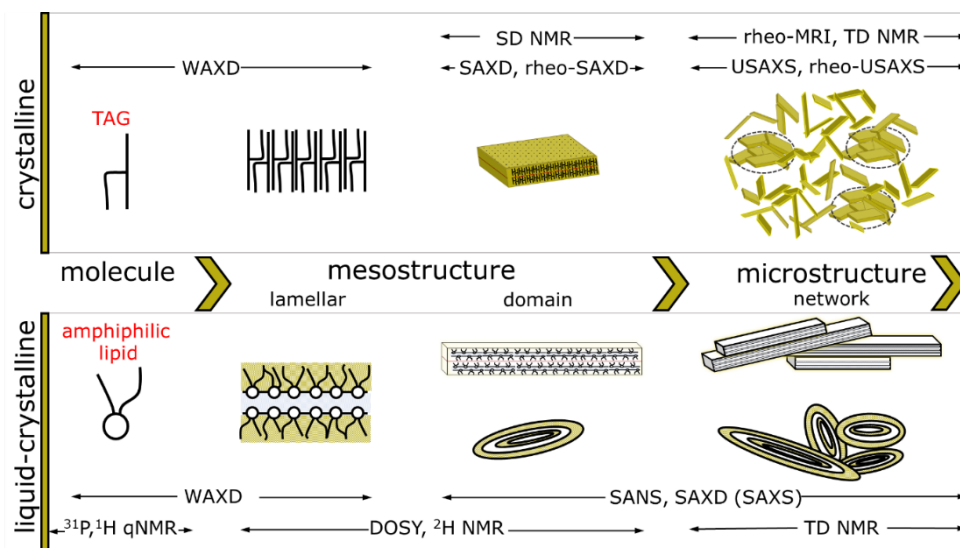 crystalline
SD NMR
rheo-MRI, TD NMR
WAXD
SAXD, rheo-SAXD
USAXS, rheo-USAXS
TAG
molecule
mesostructure
microstructure
lamellar
domain
network
liquid-crystalline
amphiphilic
lipid
WAXD
SANS, SAXD (SAXS)
³¹P,¹H qNMR
DOSY, ²H NMR
TD NMR